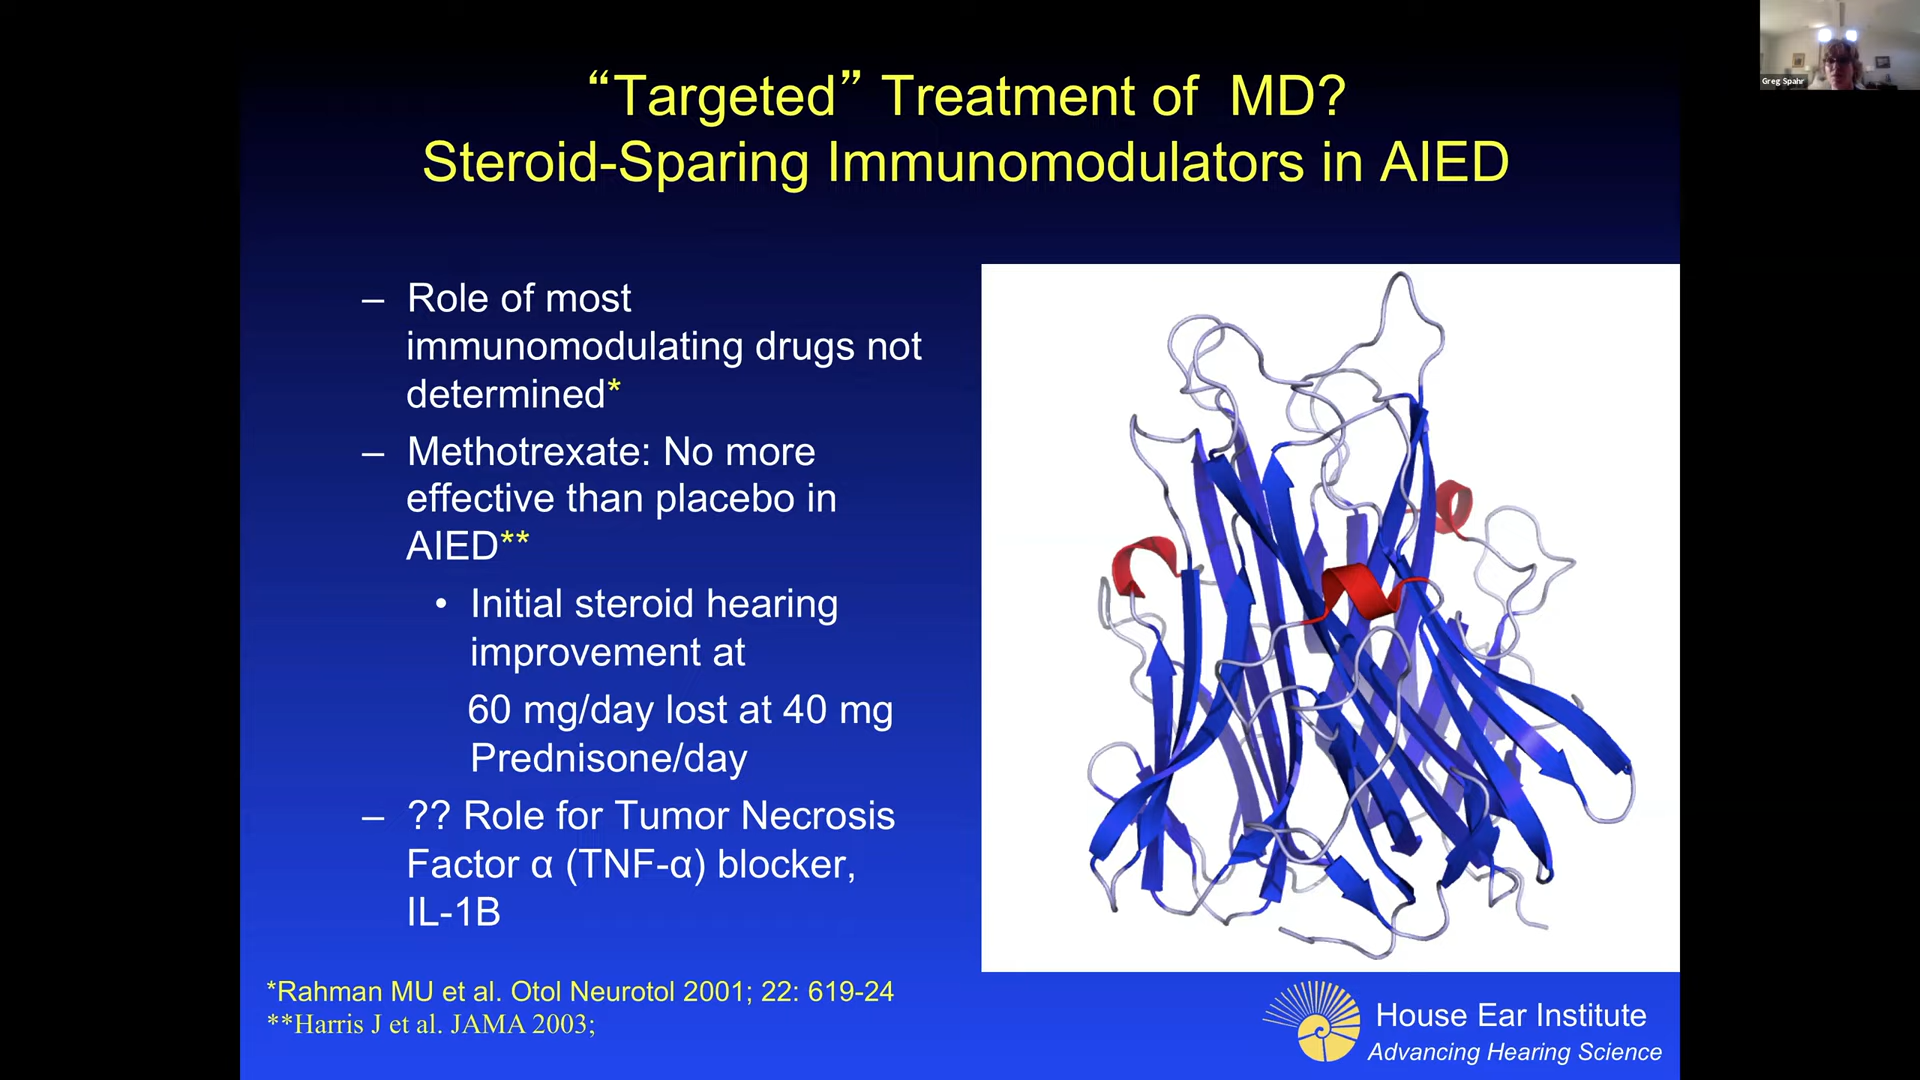 “Targeted” Treatment of MD?
Steroid-Sparing Immunomodulators in AIED
– Role of most
immunomodulating drugs not
determined*
– Methotrexate: No more
effective than placebo in
AIED**
• Initial steroid hearing
improvement at
60 mg/day lost at 40 mg
Prednisone/day
– ?? Role for Tumor Necrosis
Factor α (TNF-α) blocker,
IL-1B
*Rahman MU et al. Otol Neurotol 2001; 22: 619-24
**Harris J et al. JAMA 2003;
House Ear Institute
Advancing Hearing Science
Greg Spahr